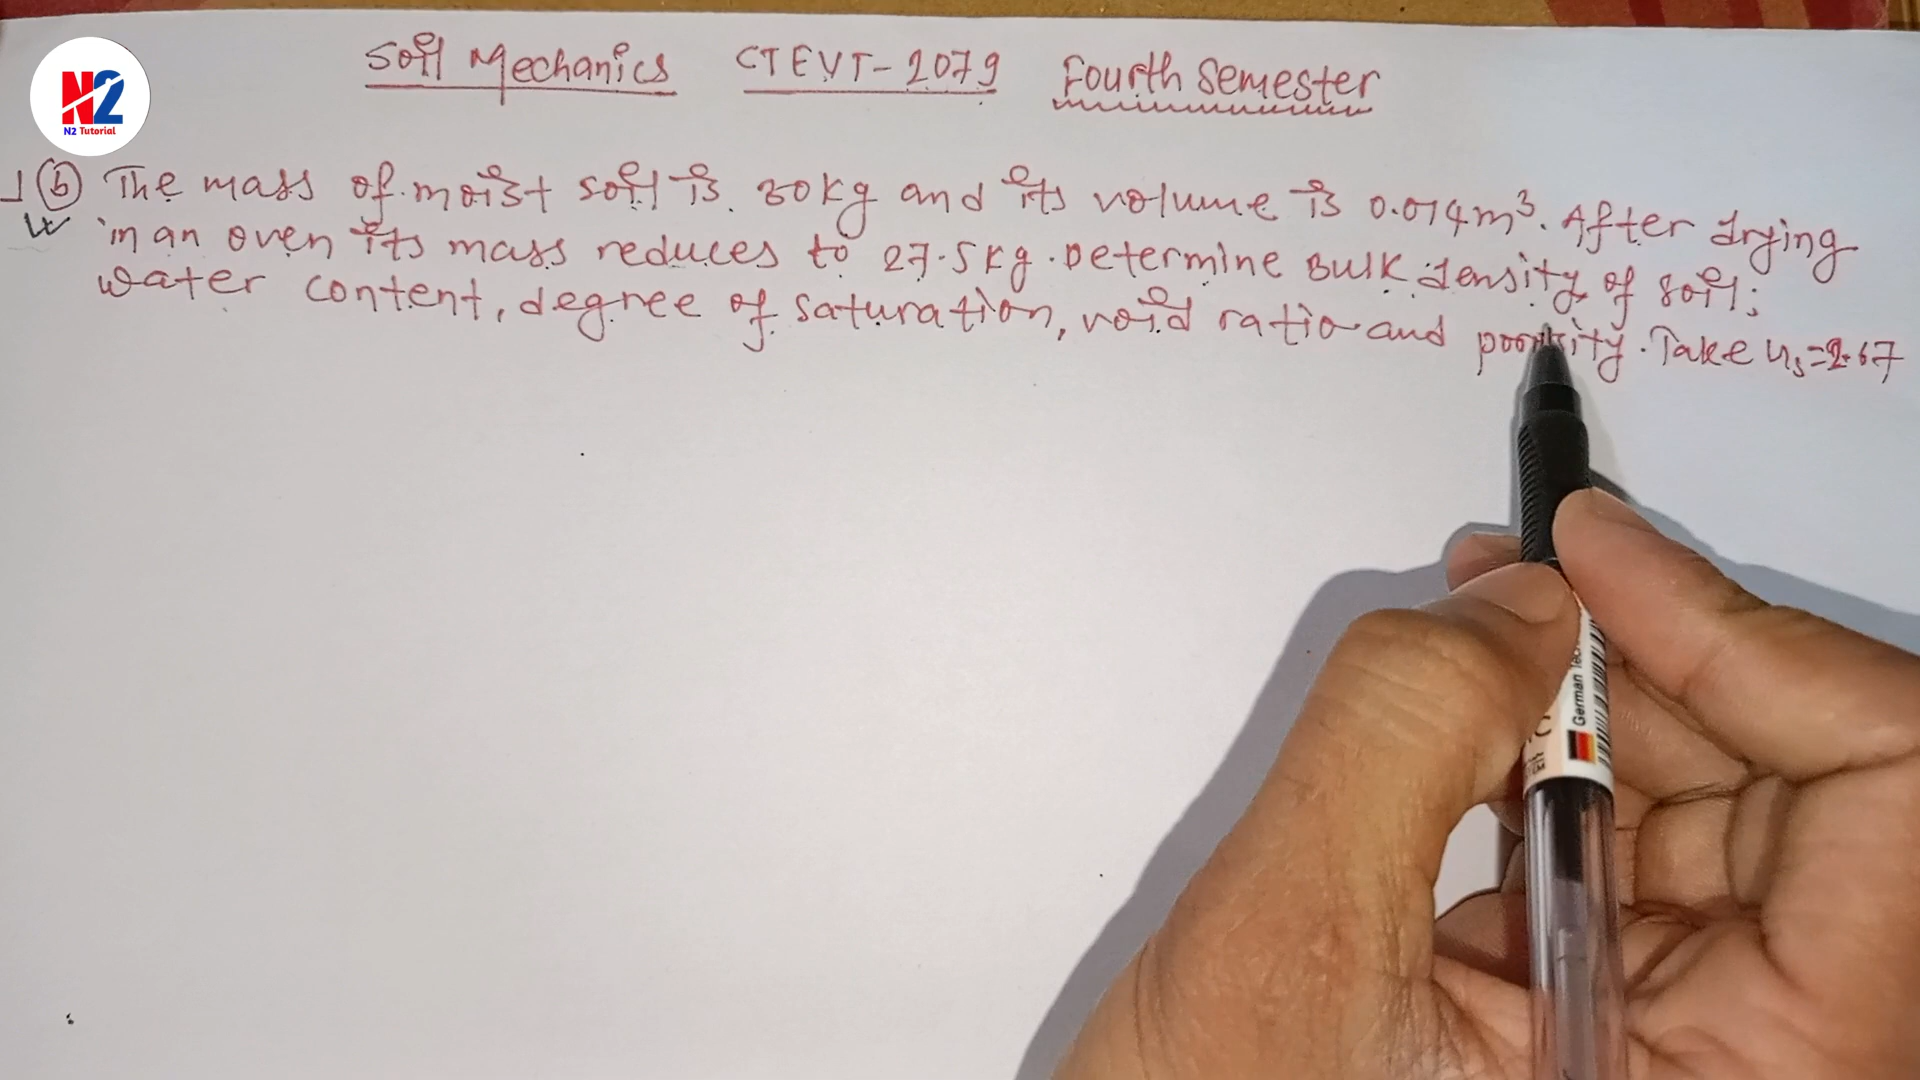 N2
N2 Tutorial
Soil Mechanics CTEVT-2079 Fourth Semester
1 (b) The mass of moist soil is 30kg and its volume is 0.014m³. After drying
in an oven its mass reduces to 27.5kg. Determine Bulk density of soil;
water content, degree of saturation, void ratio and porosity. Take Gs=2.67
German Tec